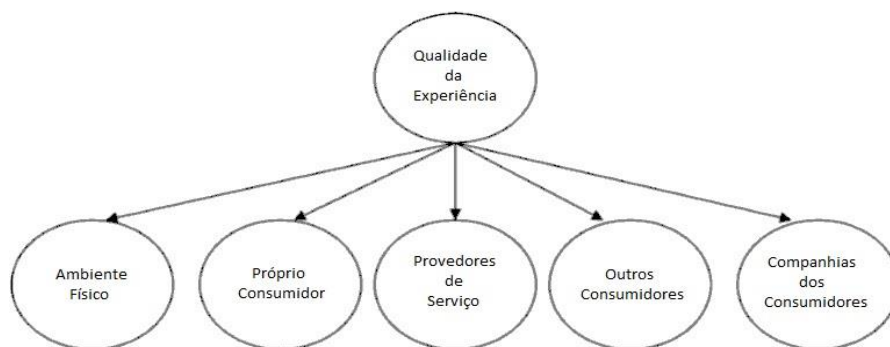 Qualidade
da
Experiência
Ambiente
Físico
Próprio
Consumidor
Provedores
de
Serviço
Outros
Consumidores
Companhias
dos
Consumidores